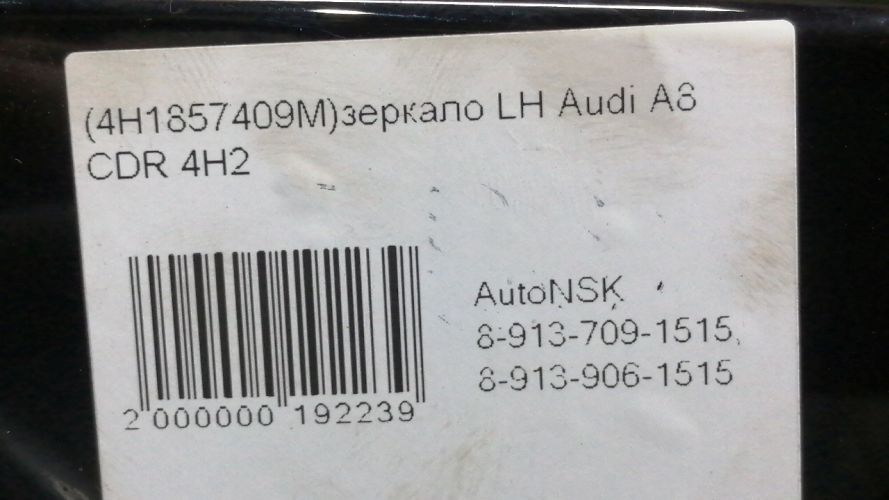 (4H1857409M)зеркало LH Audi A8
CDR 4H2
AutoNSK
8-913-709-1515,
8-913-906-1515
2 000000 192239